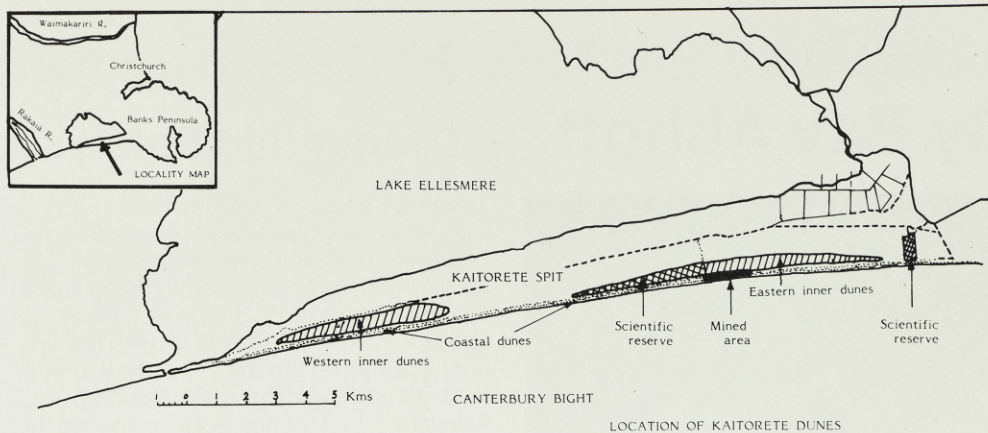 Waimakariri R.
Christchurch
Banks Peninsula
Rakaia R.
LOCALITY MAP
LAKE ELLESMERE
KAITORETE SPIT
Eastern inner dunes
Scientific
reserve
Mined
area
Scientific
reserve
Coastal dunes
Western inner dunes
1 0 1 2 3 4 5 Kms
CANTERBURY BIGHT
LOCATION OF KAITORETE DUNES